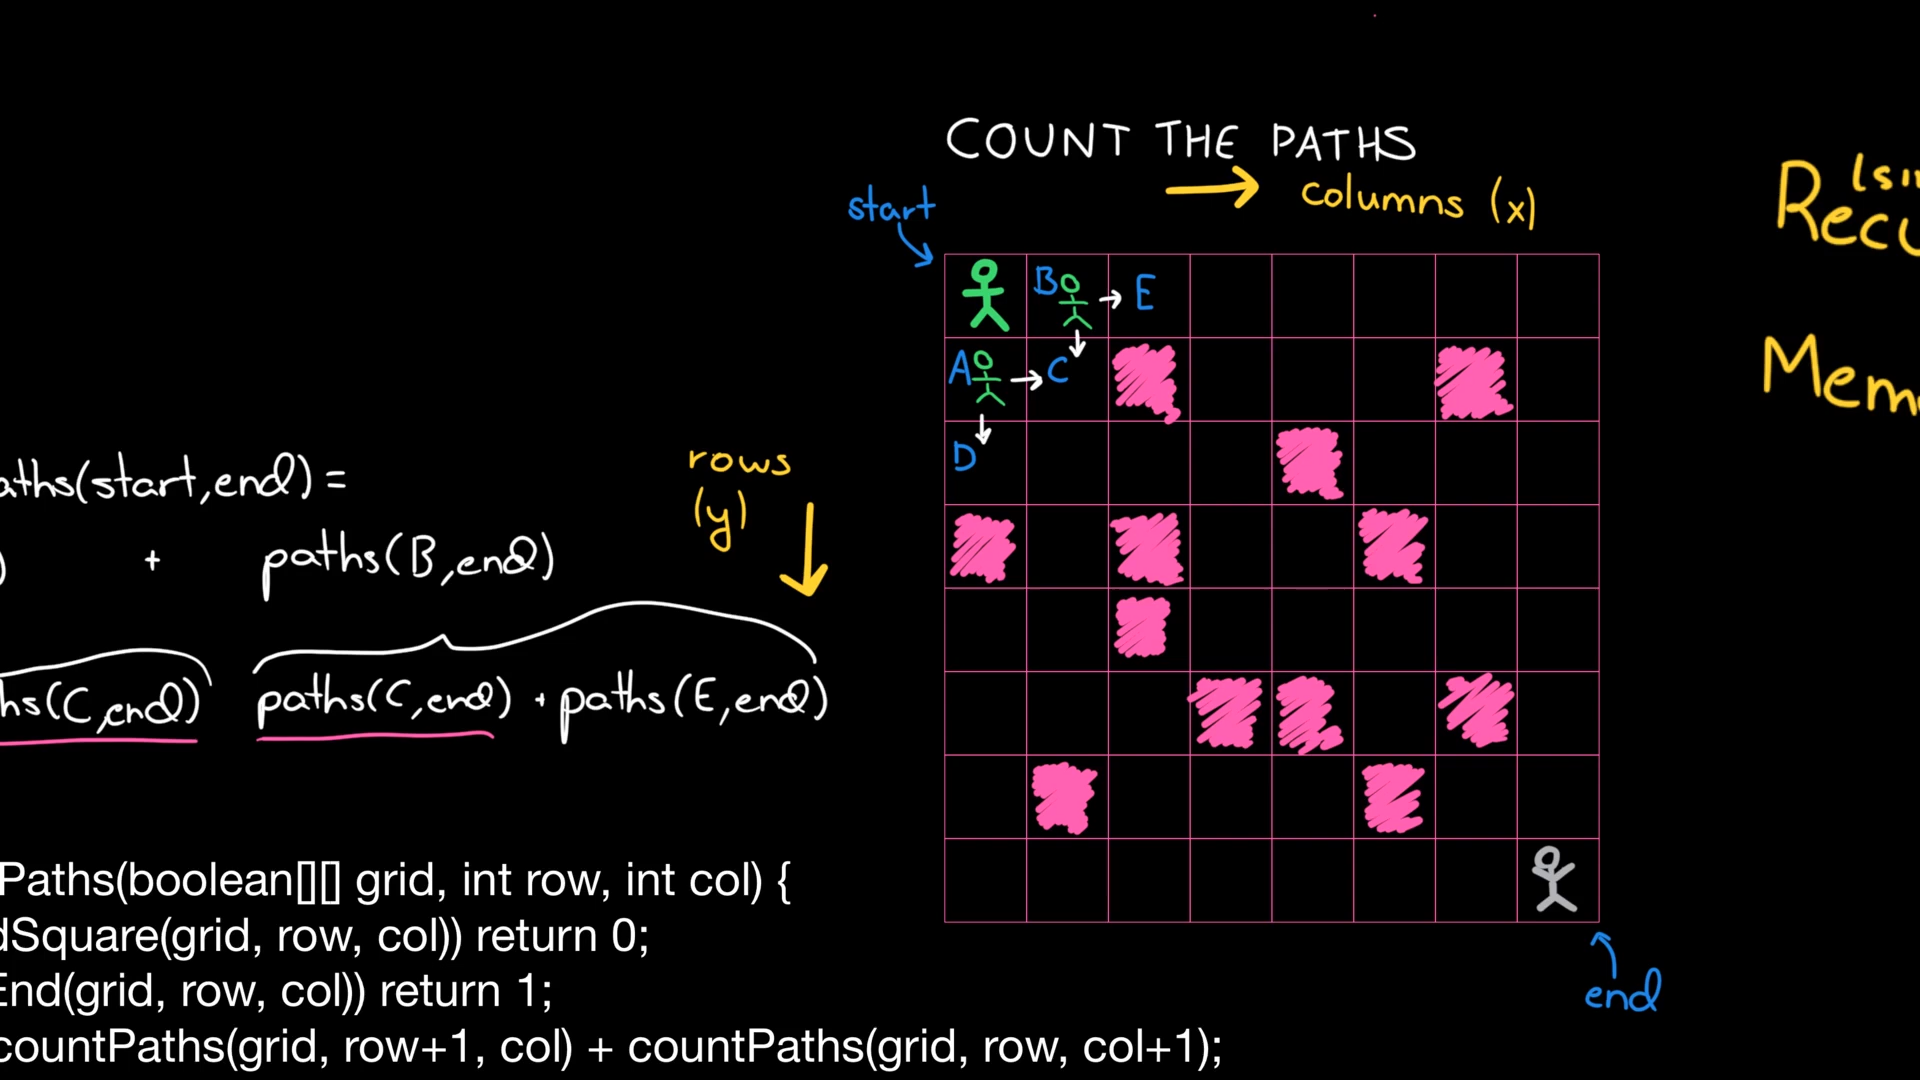 COUNT THE PATHS
columns (x)
start
B E
A C
D
rows
(y)
end
paths(start,end) =
) + paths(B,end)
hs(C,end) paths(C,end) + paths(E,end)
Paths(boolean[][] grid, int row, int col) {
dSquare(grid, row, col)) return 0;
End(grid, row, col)) return 1;
countPaths(grid, row+1, col) + countPaths(grid, row, col+1);
Recu
Mem